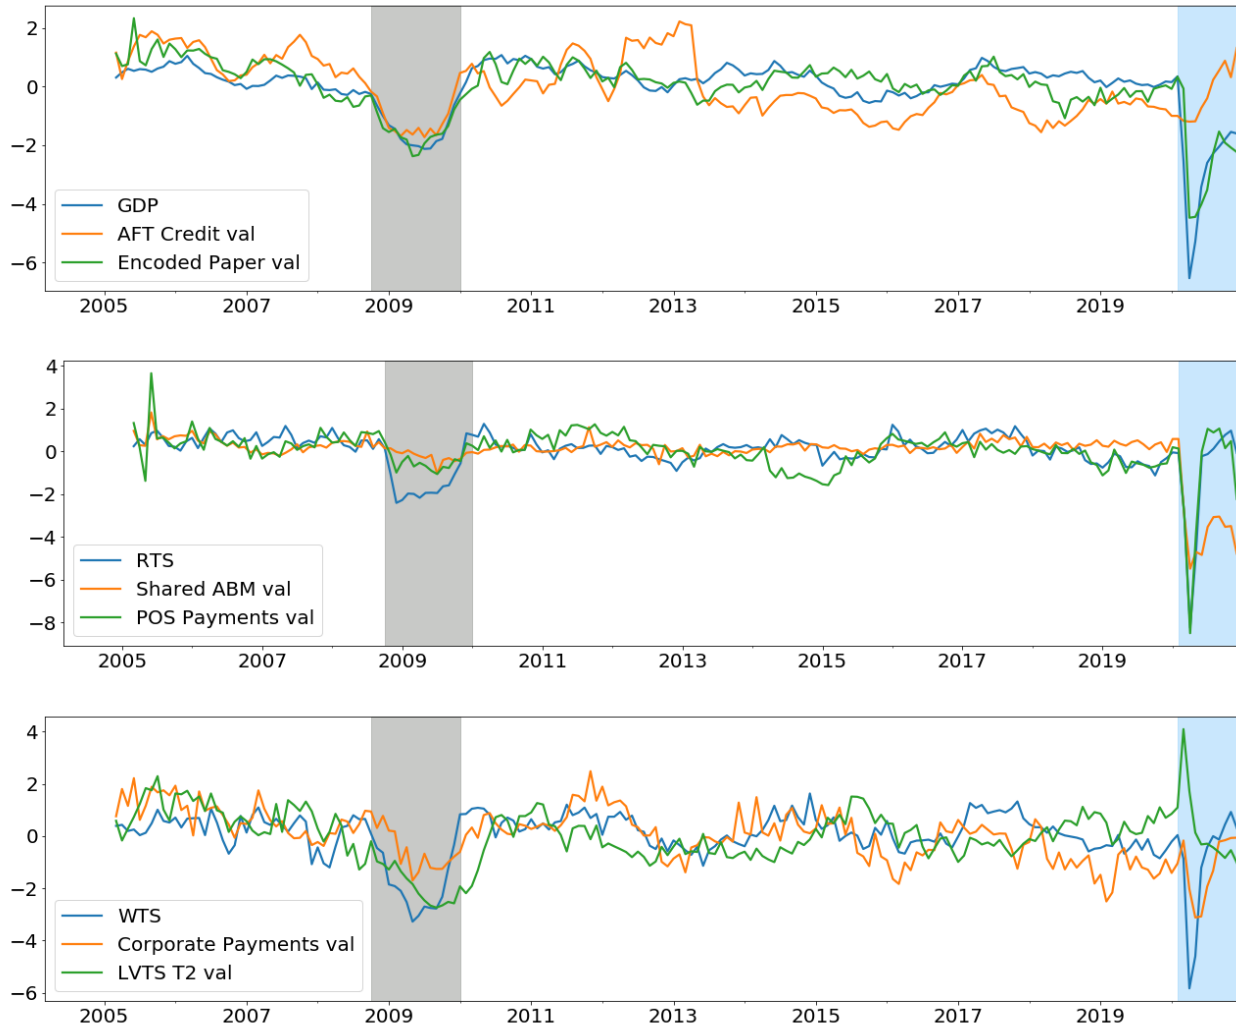 2
0
−2
−4
−6
GDP
AFT Credit val
Encoded Paper val
2005 2007 2009 2011 2013 2015 2017 2019
4
2
0
−2
−4
−6
−8
RTS
Shared ABM val
POS Payments val
2005 2007 2009 2011 2013 2015 2017 2019
4
2
0
−2
−4
−6
WTS
Corporate Payments val
LVTS T2 val
2005 2007 2009 2011 2013 2015 2017 2019